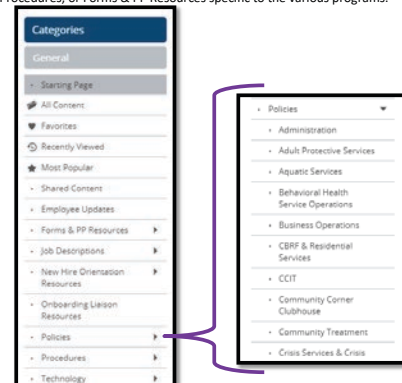 Procedures, or Forms & PP Resources specific to the various programs.
Categories
General
Starting Page
All Content
Favorites
Recently Viewed
Most Popular
Shared Content
Employee Updates
Forms & PP Resources
Job Descriptions
New Hire Orientation
Resources
Onboarding Liaison
Resources
Policies
Procedures
Technology
Policies
Administration
Adult Protective Services
Aquatic Services
Behavioral Health
Service Operations
Business Operations
CBRF & Residential
Services
CCIT
Community Corner
Clubhouse
Community Treatment
Crisis Services & Crisis